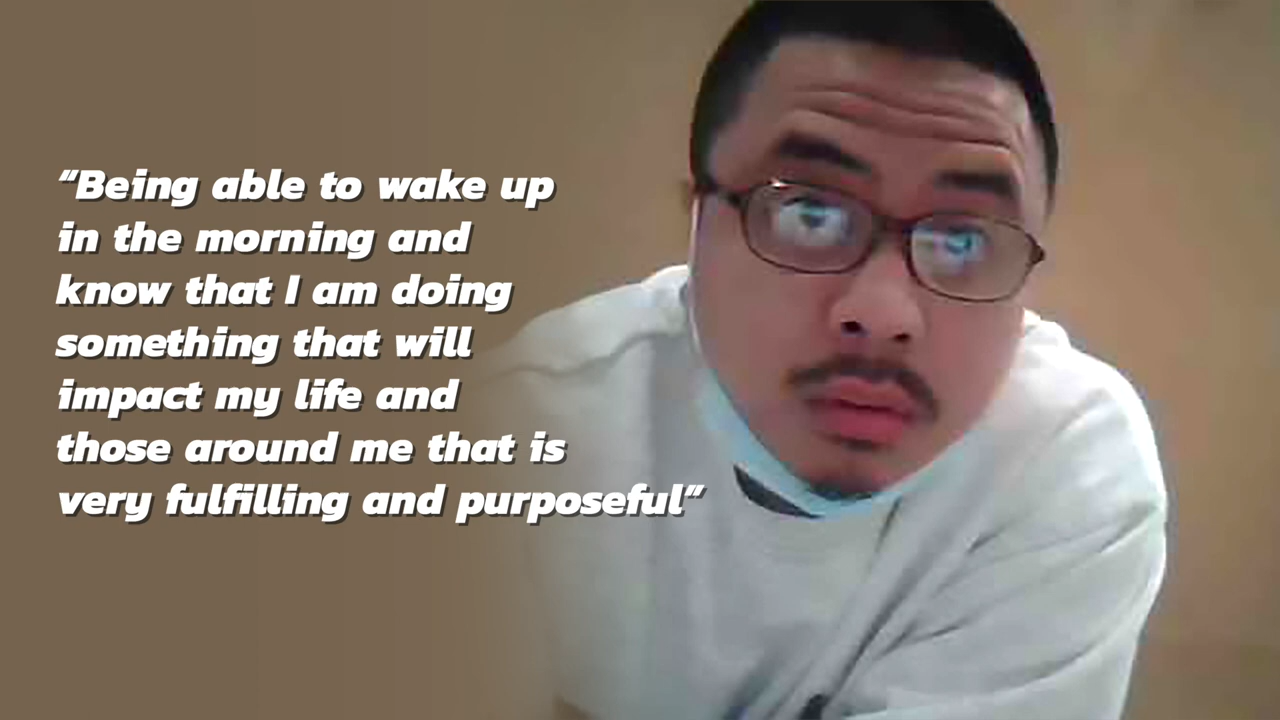 “Being able to wake up
in the morning and
know that I am doing
something that will
impact my life and
those around me that is
very fulfilling and purposeful”